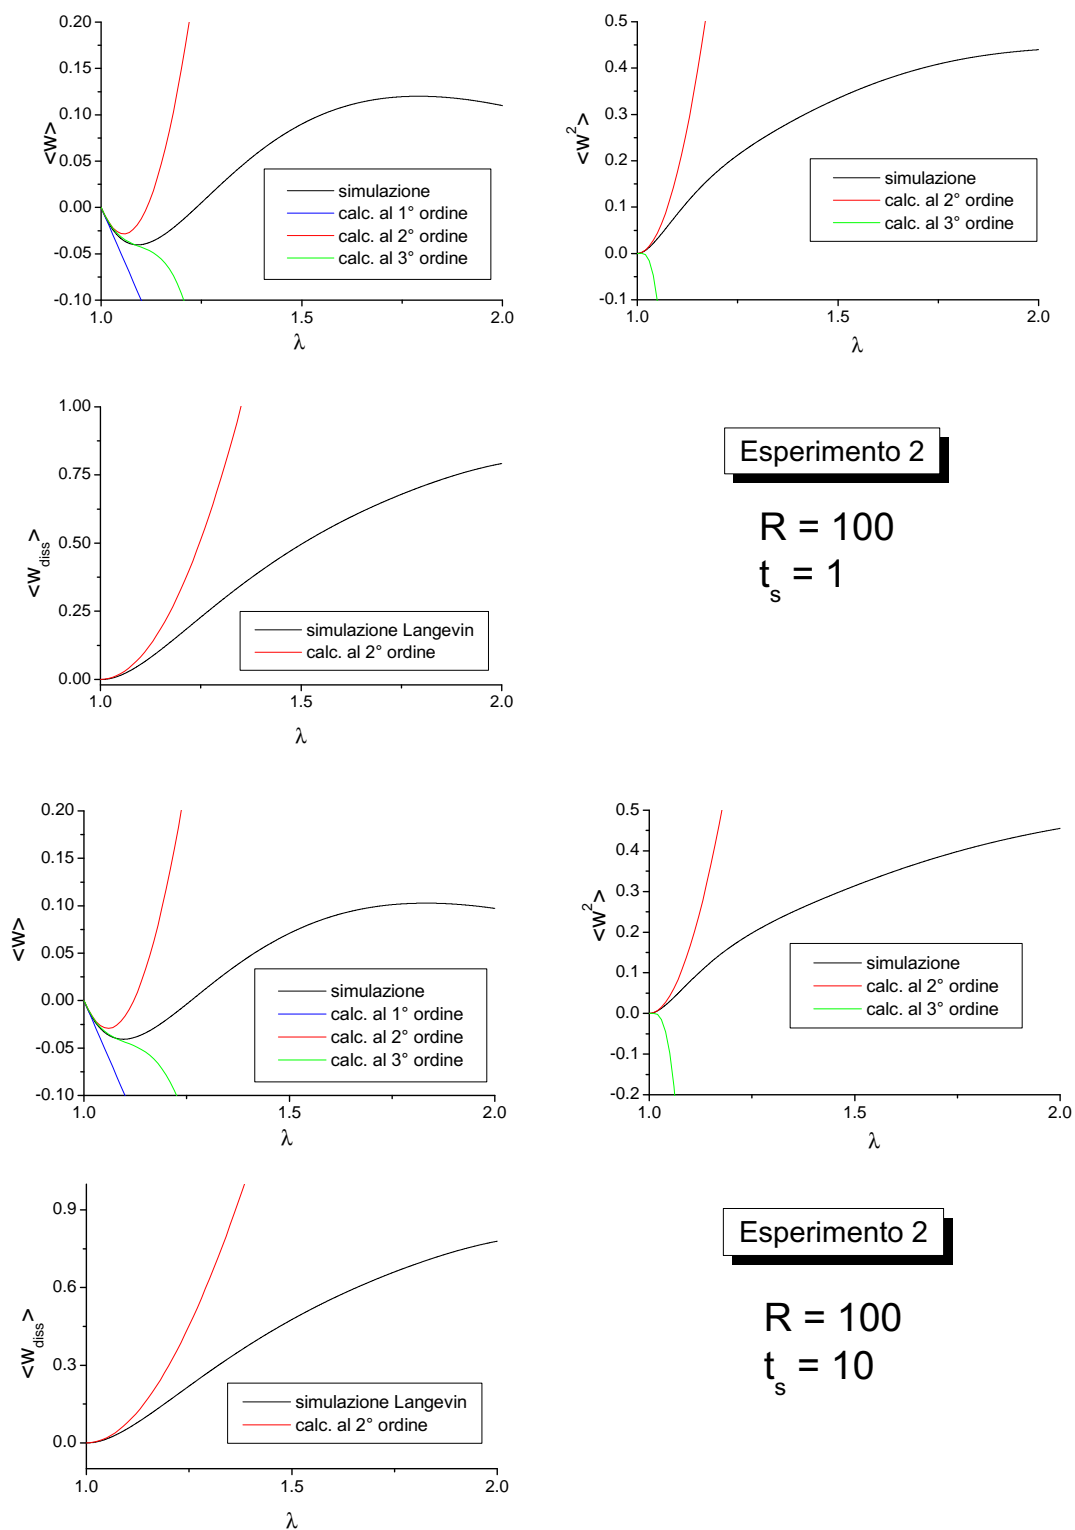 0.20
0.15
0.10
0.05
0.00
-0.05
-0.10
<W>
1.0
1.5
2.0
λ
simulazione
calc. al 1° ordine
calc. al 2° ordine
calc. al 3° ordine
0.5
0.4
0.3
0.2
0.1
0.0
-0.1
<W²>
1.0
1.5
2.0
λ
simulazione
calc. al 2° ordine
calc. al 3° ordine
1.00
0.75
0.50
0.25
0.00
<W_diss>
1.0
1.5
2.0
λ
simulazione Langevin
calc. al 2° ordine
Esperimento 2
R = 100
t_s = 1
0.20
0.15
0.10
0.05
0.00
-0.05
-0.10
<W>
1.0
1.5
2.0
λ
simulazione
calc. al 1° ordine
calc. al 2° ordine
calc. al 3° ordine
0.5
0.4
0.3
0.2
0.1
0.0
-0.1
-0.2
<W²>
1.0
1.5
2.0
λ
simulazione
calc. al 2° ordine
calc. al 3° ordine
0.9
0.6
0.3
0.0
<W_diss>
1.0
1.5
2.0
λ
simulazione Langevin
calc. al 2° ordine
Esperimento 2
R = 100
t_s = 10